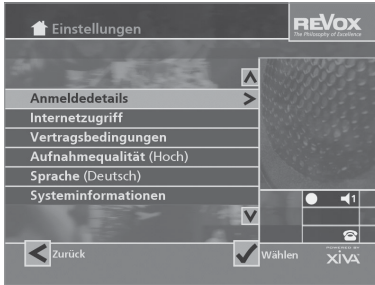 Einstellungen
REVOX
The Philosophy of Excellence
Anmeldedetails
Internetzugriff
Vertragsbedingungen
Aufnahmequalität (Hoch)
Sprache (Deutsch)
Systeminformationen
1
Zurück
Wählen
POWERED BY
XiVA